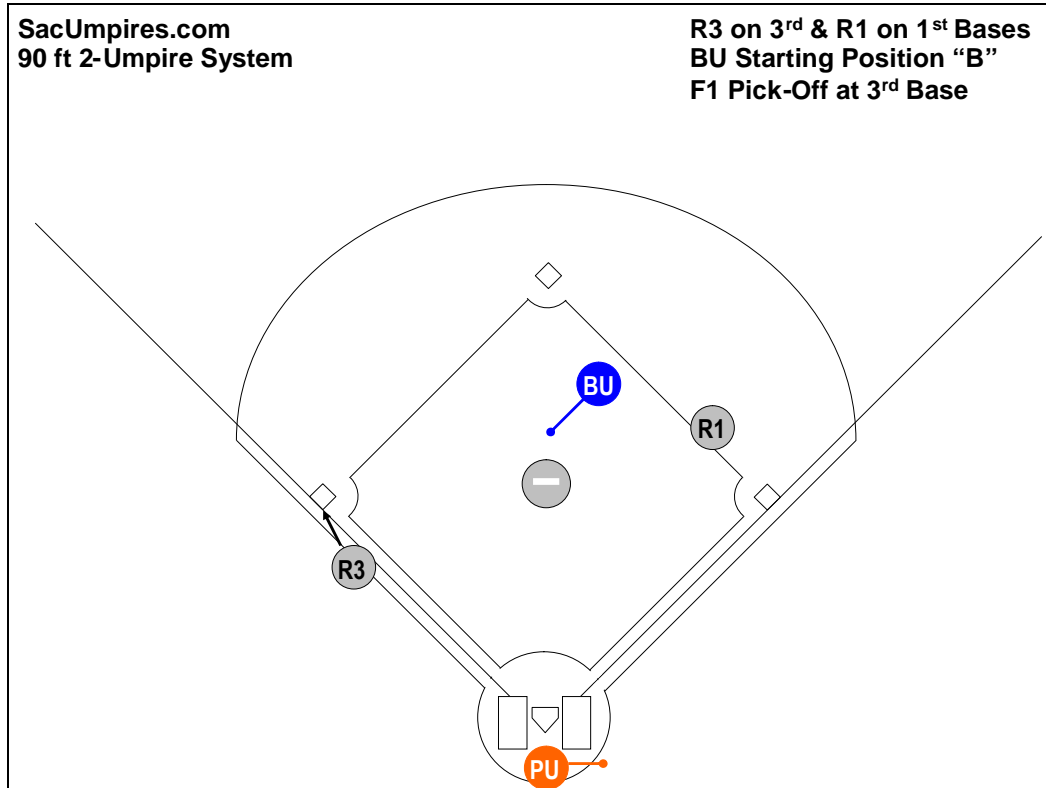 SacUmpires.com
90 ft 2-Umpire System
R3 on 3rd & R1 on 1st Bases
BU Starting Position “B”
F1 Pick-Off at 3rd Base
BU
R1
R3
PU